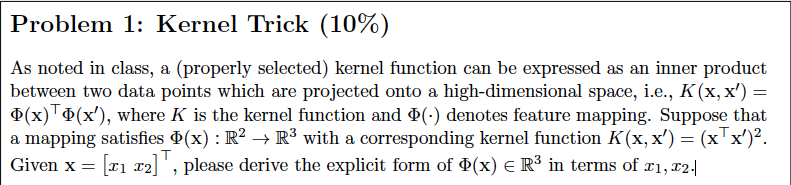 Problem 1: Kernel Trick (10%)
As noted in class, a (properly selected) kernel function can be expressed as an inner product
between two data points which are projected onto a high-dimensional space, i.e., K(x, x′) =
Φ(x)⊤Φ(x′), where K is the kernel function and Φ(·) denotes feature mapping. Suppose that
a mapping satisfies Φ(x) : ℝ² → ℝ³ with a corresponding kernel function K(x, x′) = (x⊤x′)².
Given x = [x₁ x₂]⊤, please derive the explicit form of Φ(x) ∈ ℝ³ in terms of x₁, x₂.